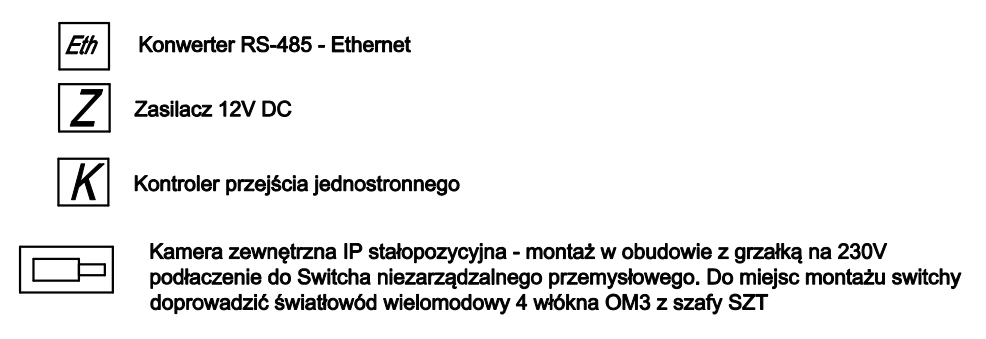 Eth Konwerter RS-485 - Ethernet
Z Zasilacz 12V DC
K Kontroler przejścia jednostronnego
Kamera zewnętrzna IP stałopozycyjna - montaż w obudowie z grzałką na 230V
podłaczenie do Switcha niezarządzalnego przemysłowego. Do miejsc montażu switchy
doprowadzić światłowód wielomodowy 4 włókna OM3 z szafy SZT